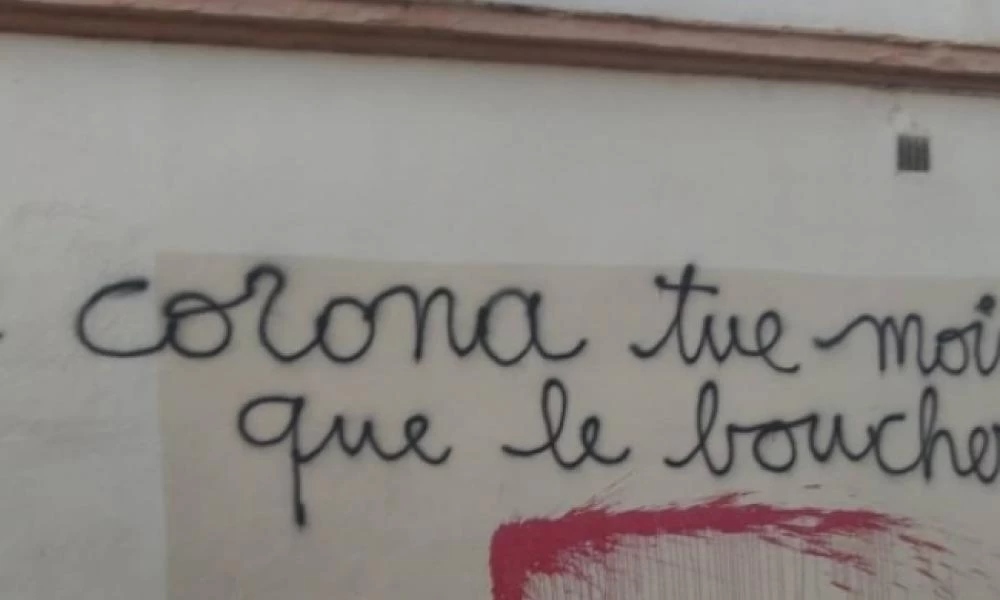 corona tue moi
que le boucher